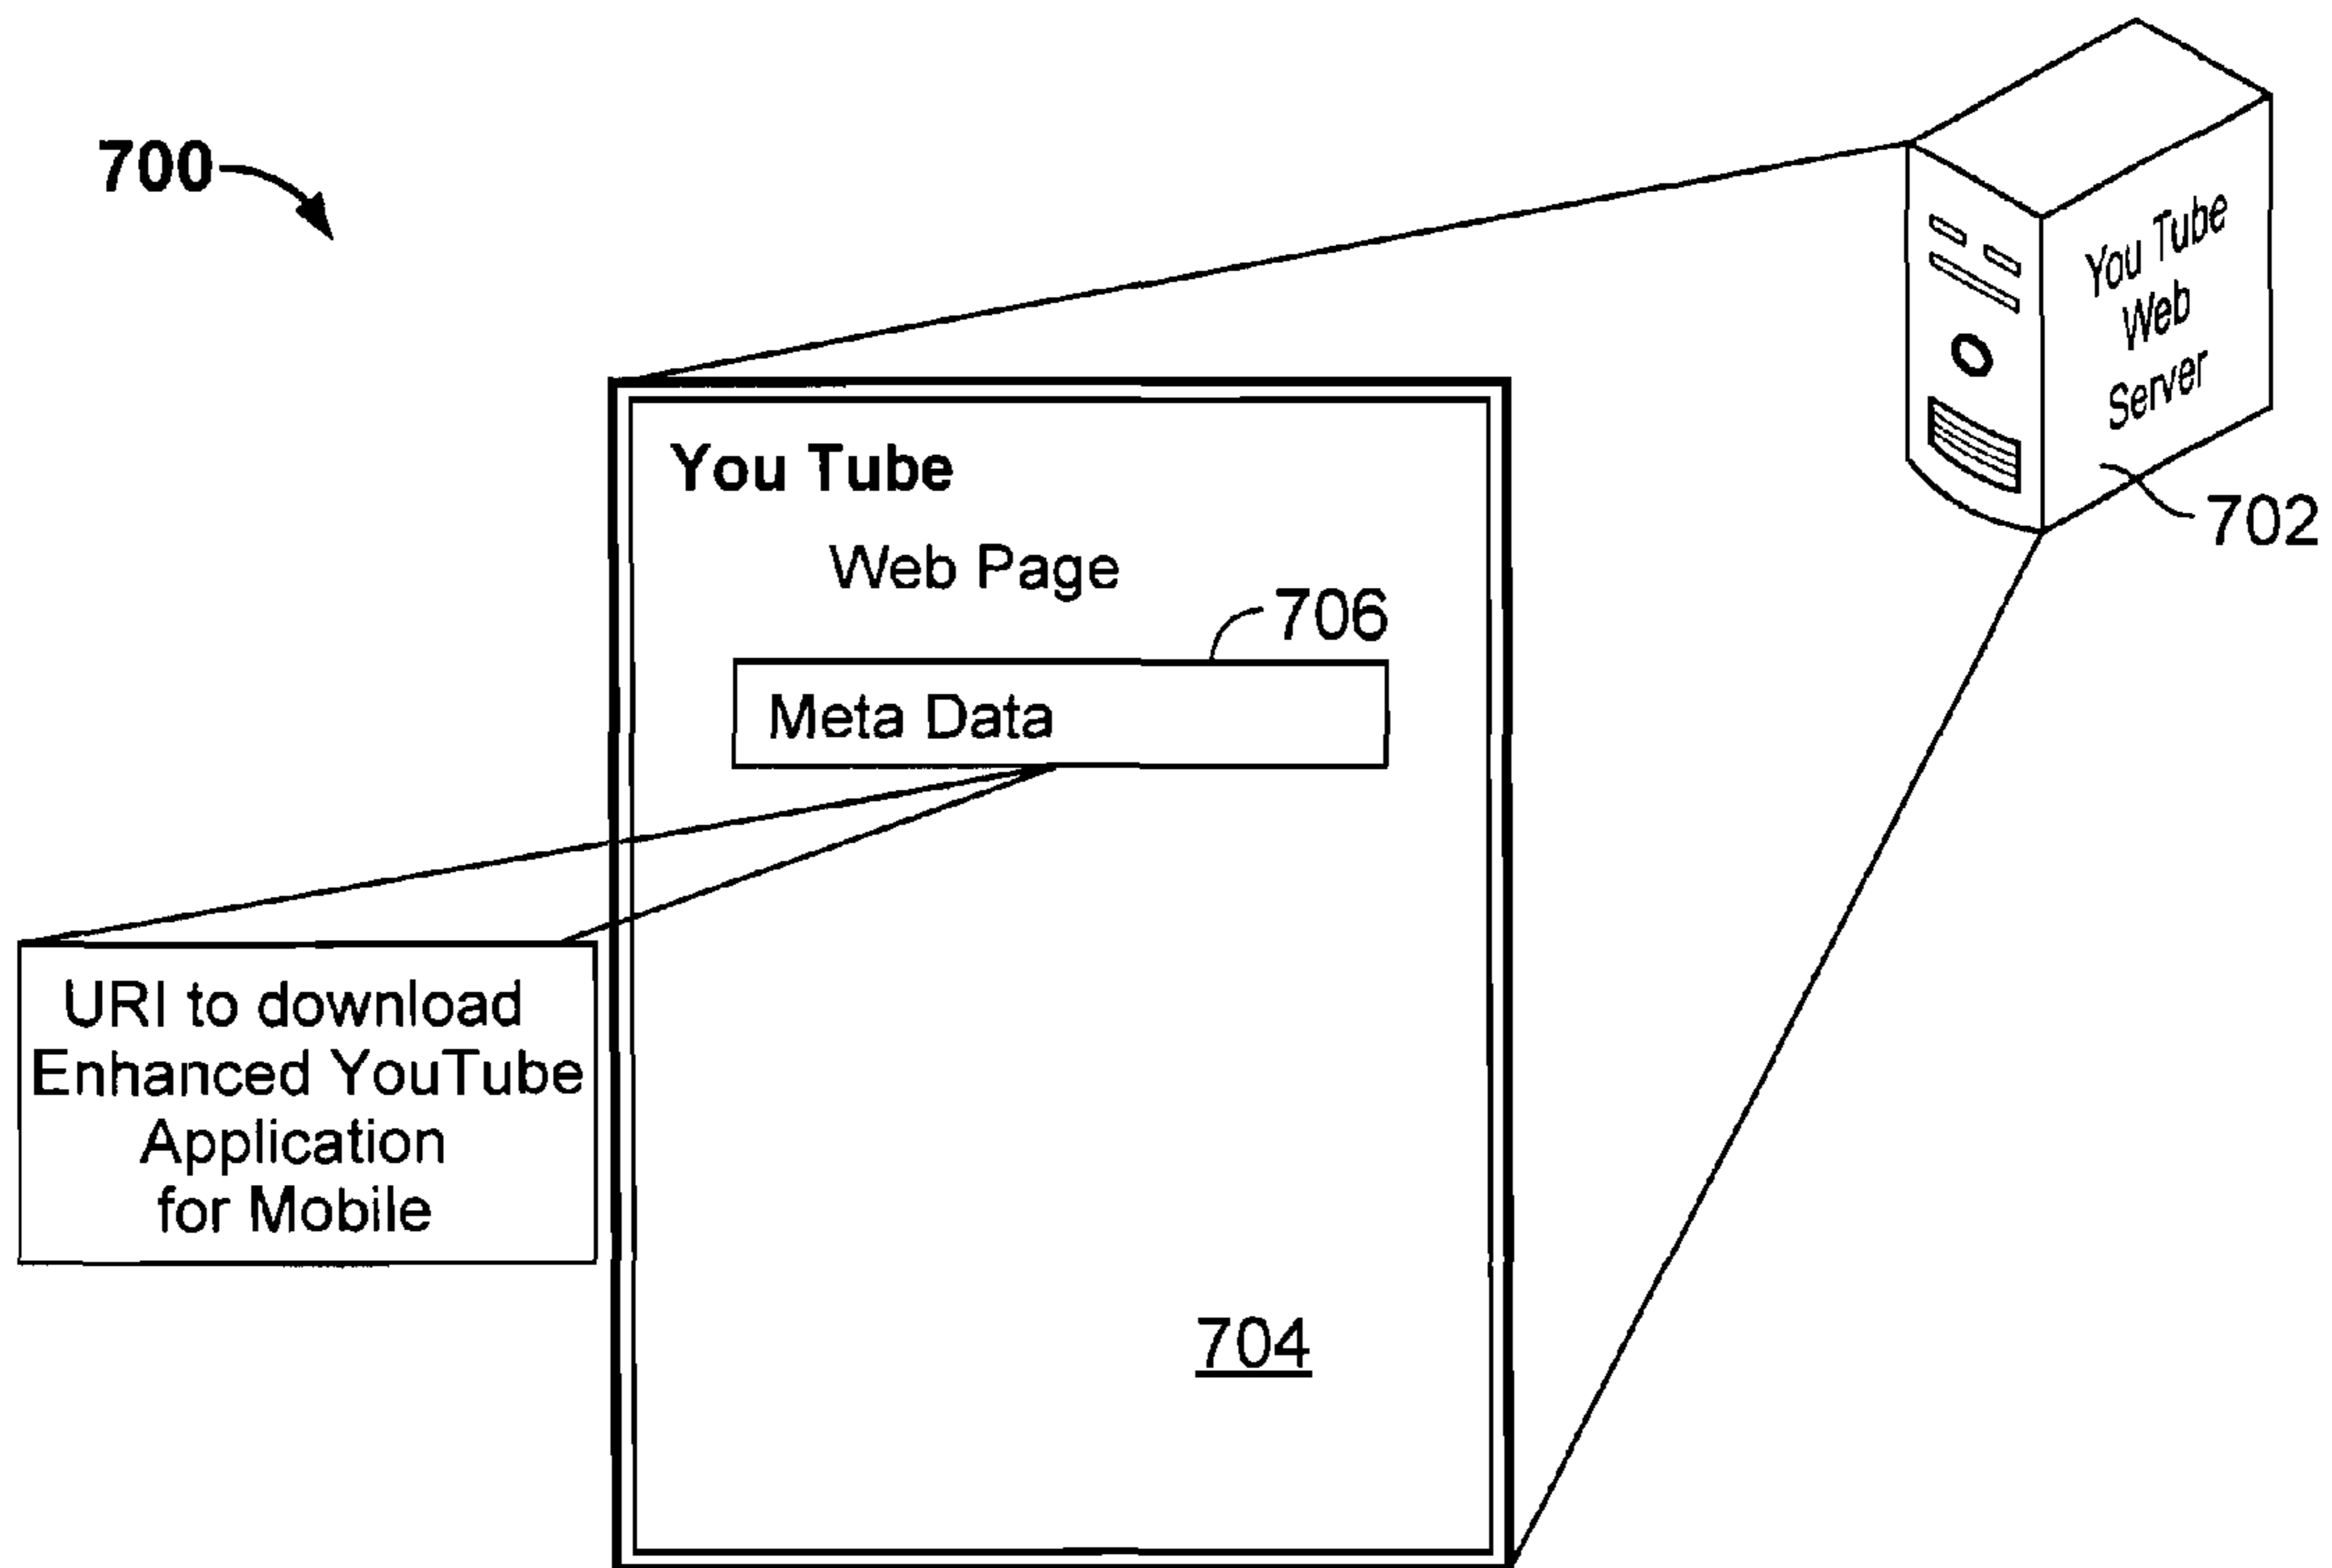 700
You Tube
Web
Server
702
You Tube
Web Page
706
Meta Data
URI to download
Enhanced YouTube
Application
for Mobile
704